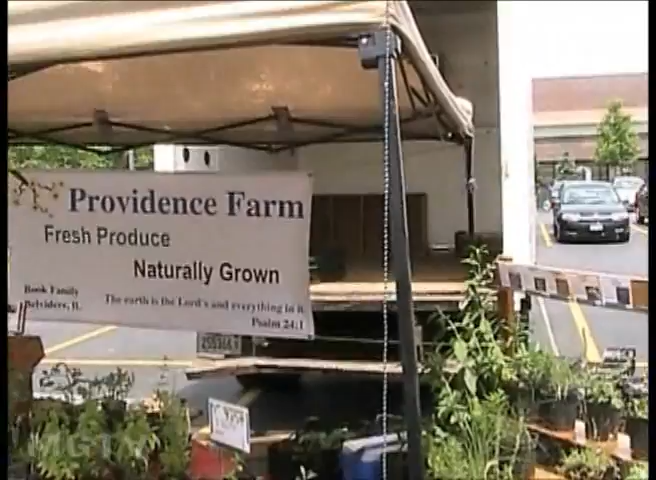 Providence Farm
Fresh Produce
Naturally Grown
Book Family
Belvidere, IL
The earth is the Lord's and everything in it
Psalm 24:1
MGTV